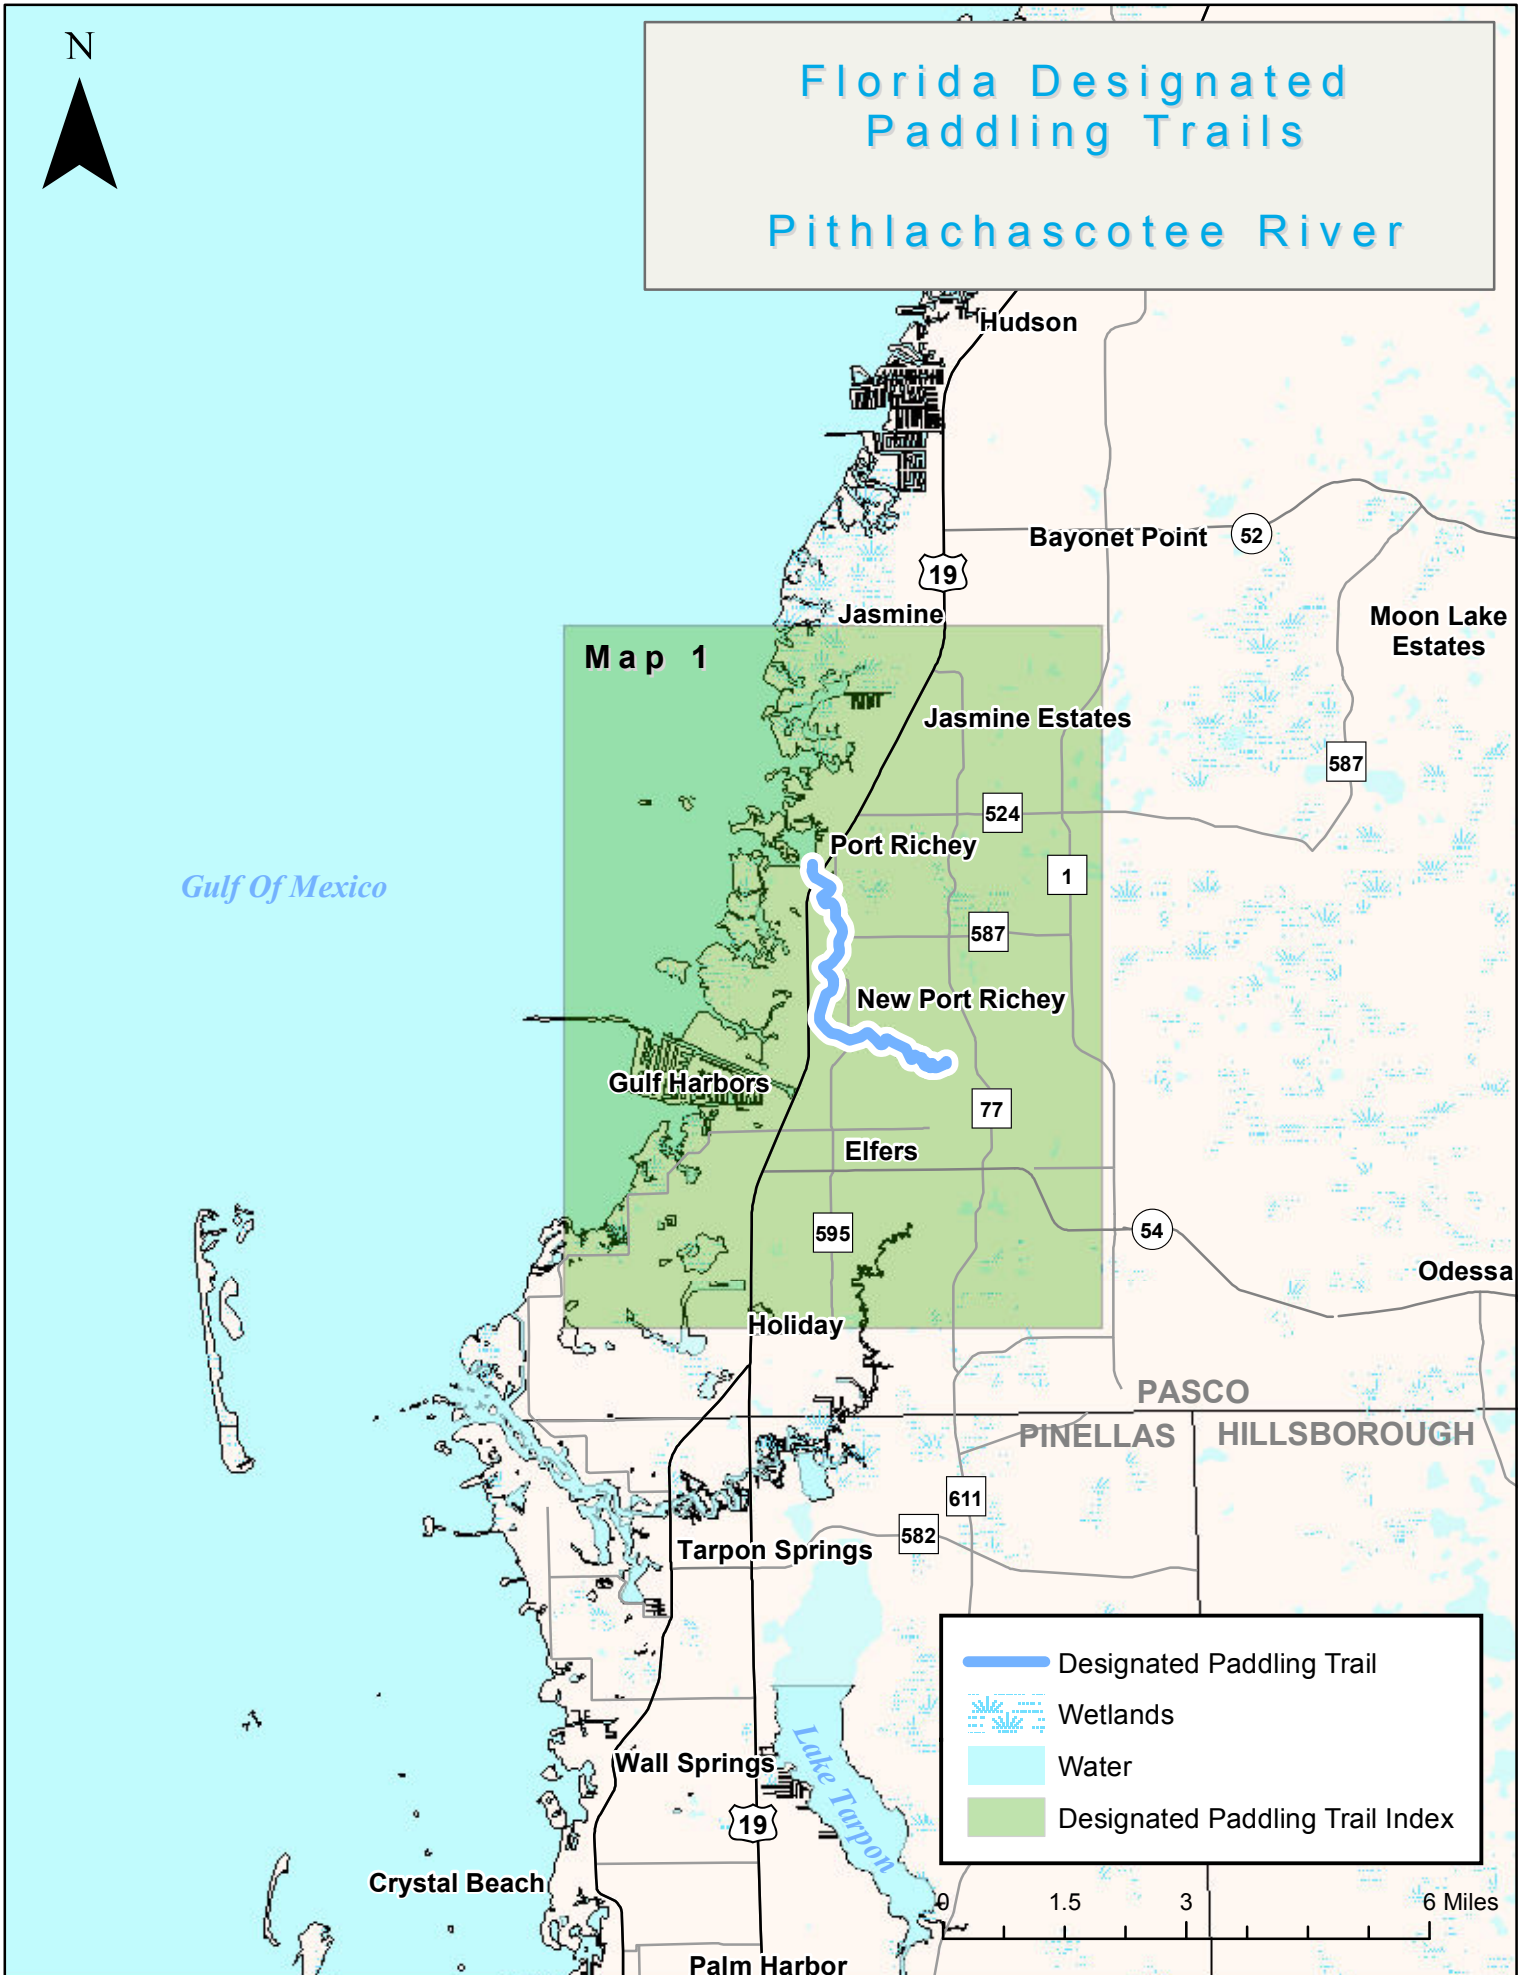 N
Florida Designated
Paddling Trails
Pithlachascotee River
Hudson
Bayonet Point
52
19
Jasmine
Moon Lake
Estates
Map 1
Jasmine Estates
587
524
Port Richey
1
Gulf Of Mexico
587
New Port Richey
Gulf Harbors
77
Elfers
595
54
Odessa
Holiday
PASCO
PINELLAS
HILLSBOROUGH
611
582
Tarpon Springs
Designated Paddling Trail
Wetlands
Water
Designated Paddling Trail Index
Wall Springs
Lake Tarpon
19
Crystal Beach
0 1.5 3 6 Miles
Palm Harbor